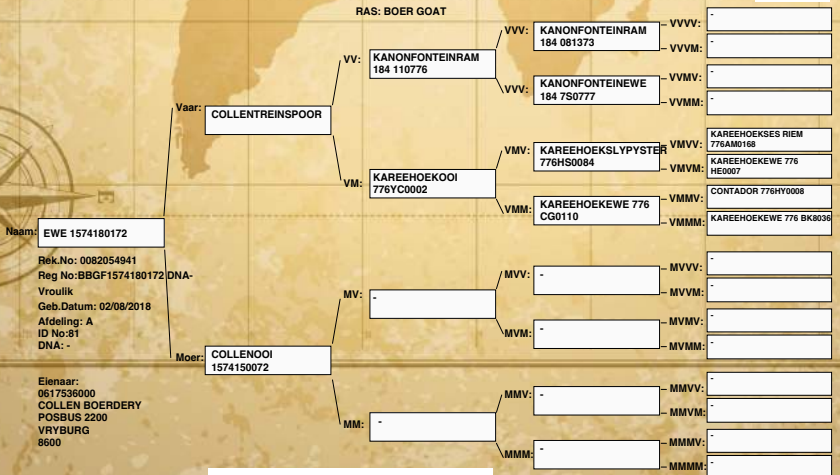 RAS: BOER GOAT
Naam:
EWE 1574180172
Rek.No: 0082054941
Reg No:BBGF1574180172 DNA-
Vroulik
Geb.Datum: 02/08/2018
Afdeling: A
ID No:81
DNA: -
Eienaar:
0617536000
COLLEN BOERDERY
POSBUS 2200
VRYBURG
8600
Vaar:
COLLENTREINSPOOR
Moer:
COLLENOOI
1574150072
VV:
KANONFONTEINRAM
184 110776
VM:
KAREEHOEKOOI
776YC0002
MV:
-
MM:
-
VVV:
KANONFONTEINRAM
184 081373
VVV:
KANONFONTEINEWE
184 7S0777
VMV:
KAREEHOEKSLYPYSTER
776HS0084
VMM:
KAREEHOEKEWE 776
CG0110
MVV:
-
MVM:
-
MMV:
-
MMM:
-
VVVV:
-
VVVM:
-
VVMV:
-
VVMM:
-
VMVV:
KAREEHOEKSES RIEM
776AM0168
VMVM:
KAREEHOEKEWE 776
HE0007
VMMV:
CONTADOR 776HY0008
VMMM:
KAREEHOEKEWE 776 BK8036
MVVV:
-
MVVM:
-
MVMV:
-
MVMM:
-
MMVV:
-
MMVM:
-
MMMV:
-
MMMM:
-
E